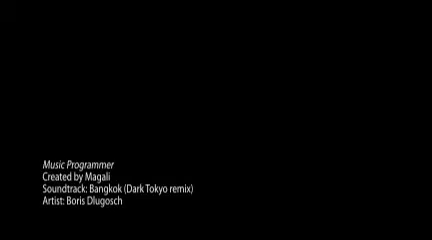 Music Programmer
Created by Magali
Soundtrack: Bangkok (Dark Tokyo remix)
Artist: Boris Dlugosch